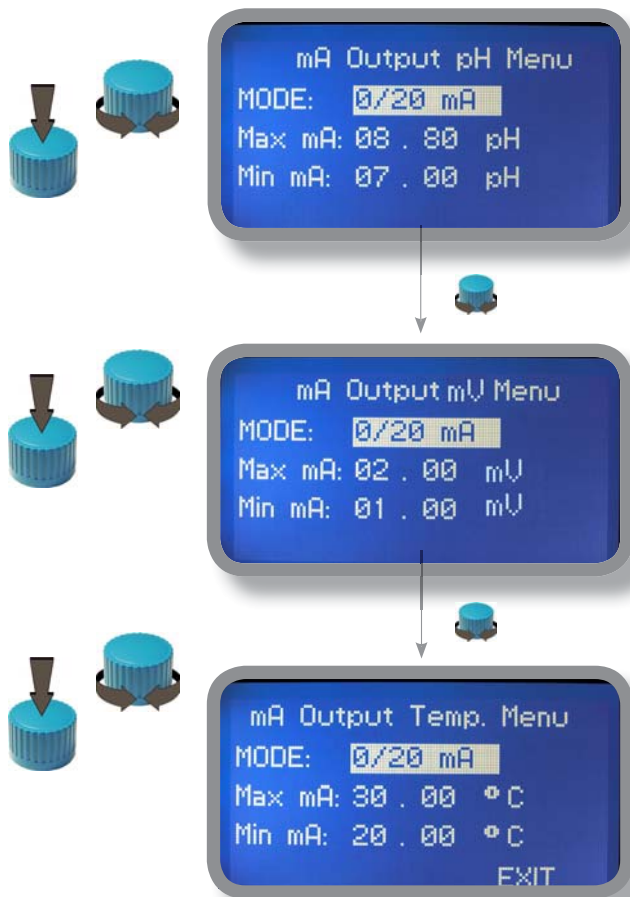 mA Output pH Menu
MODE: 0/20 mA
Max mA: 08 . 80 pH
Min mA: 07 . 00 pH
mA Output mV Menu
MODE: 0/20 mA
Max mA: 02 . 00 mV
Min mA: 01 . 00 mV
mA Output Temp. Menu
MODE: 0/20 mA
Max mA: 30 . 00 °C
Min mA: 20 . 00 °C
EXIT